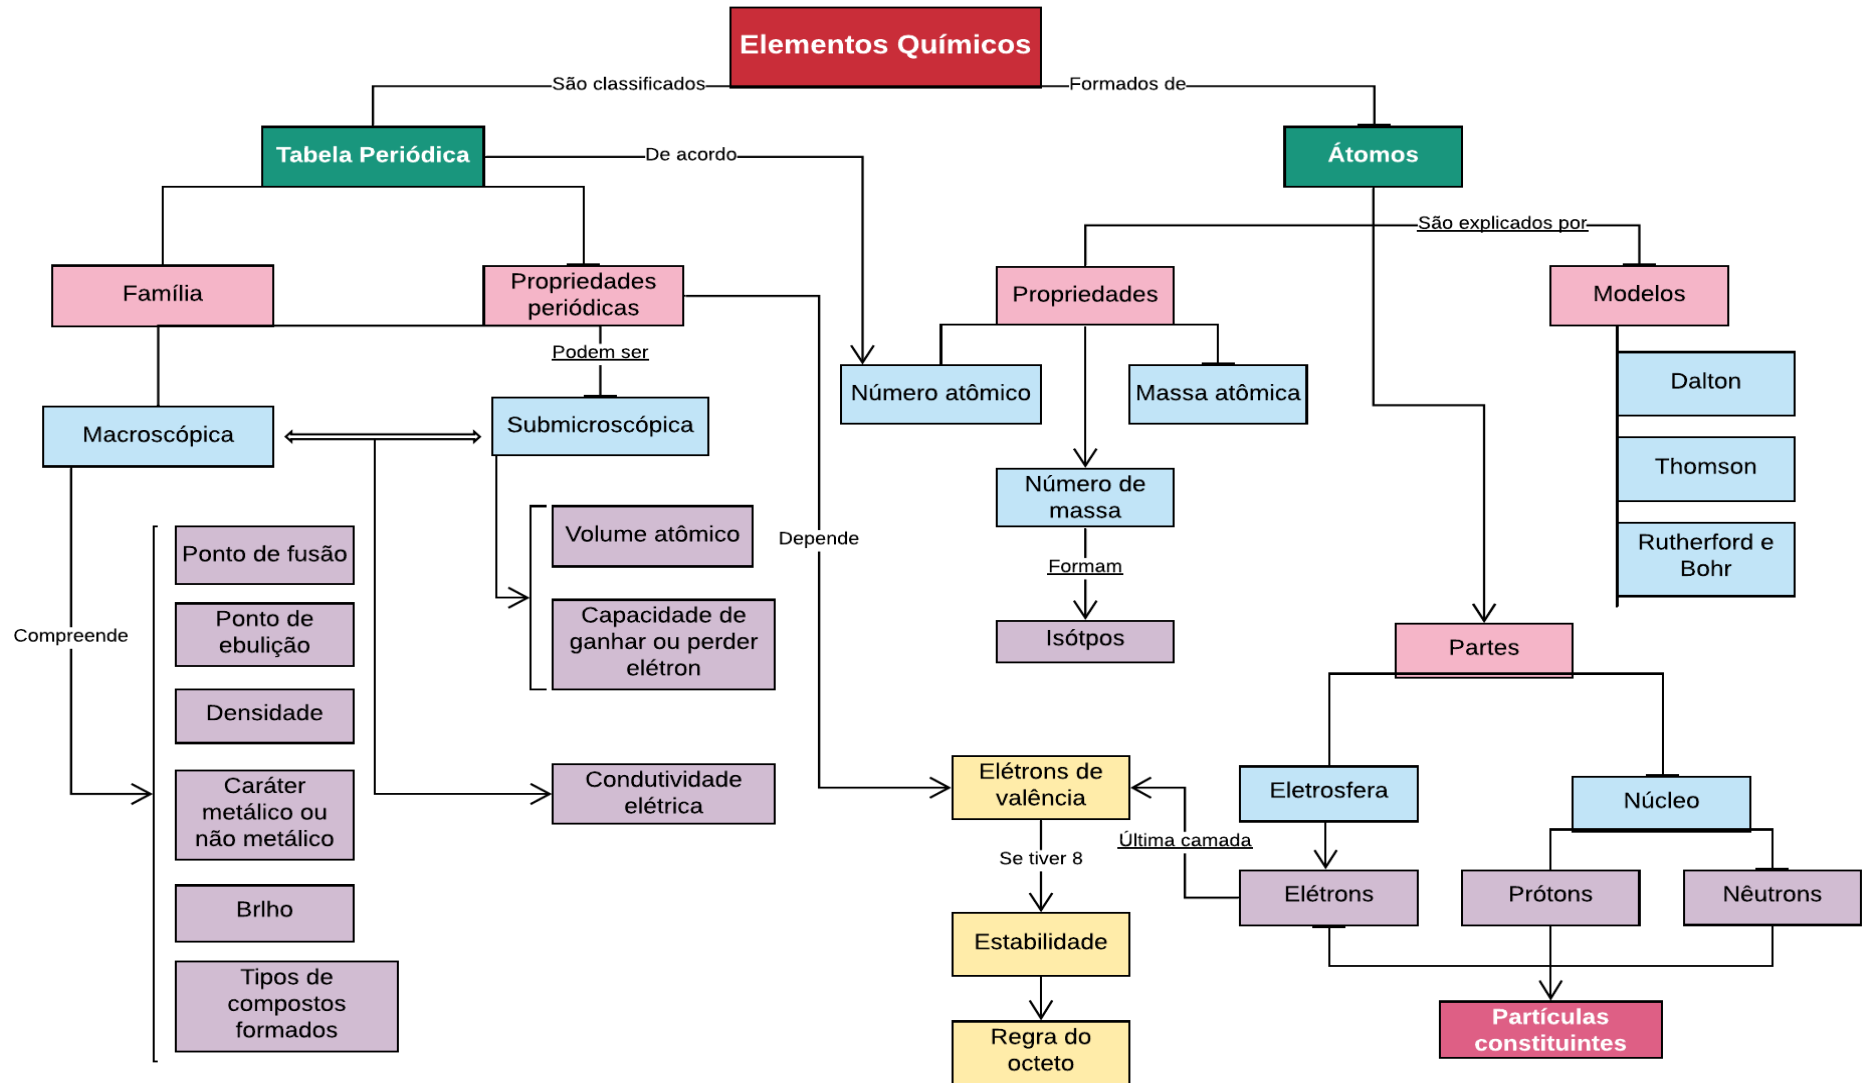 Elementos Químicos
São classificados
Formados de
Tabela Periódica
De acordo
Átomos
São explicados por
Família
Propriedades
periódicas
Propriedades
Modelos
Podem ser
Número atômico
Massa atômica
Dalton
Macroscópica
Submicroscópica
Thomson
Número de
massa
Volume atômico
Depende
Rutherford e
Bohr
Ponto de fusão
Formam
Capacidade de
ganhar ou perder
elétron
Isótpos
Compreende
Ponto de
ebulição
Partes
Densidade
Caráter
metálico ou
não metálico
Condutividade
elétrica
Elétrons de
valência
Eletrosfera
Núcleo
Última camada
Se tiver 8
Brlho
Elétrons
Prótons
Nêutrons
Estabilidade
Tipos de
compostos
formados
Regra do
octeto
Partículas
constituintes